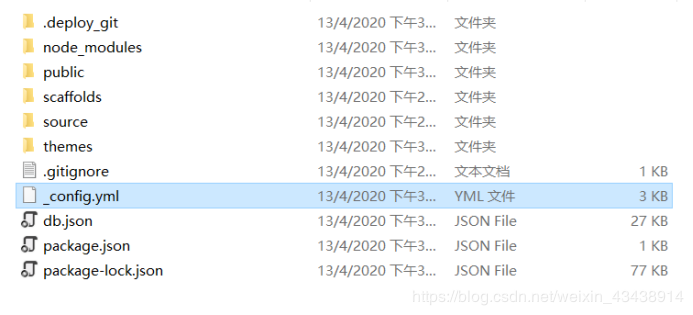 .deploy_git 13/4/2020 下午3... 文件夹
node_modules 13/4/2020 下午3... 文件夹
public 13/4/2020 下午3... 文件夹
scaffolds 13/4/2020 下午2... 文件夹
source 13/4/2020 下午2... 文件夹
themes 13/4/2020 下午3... 文件夹
.gitignore 13/4/2020 下午2... 文本文档 1 KB
_config.yml 13/4/2020 下午3... YML 文件 3 KB
db.json 13/4/2020 下午3... JSON File 27 KB
package.json 13/4/2020 下午3... JSON File 1 KB
package-lock.json 13/4/2020 下午3... JSON File 77 KB
https://blog.csdn.net/weixin_43438914